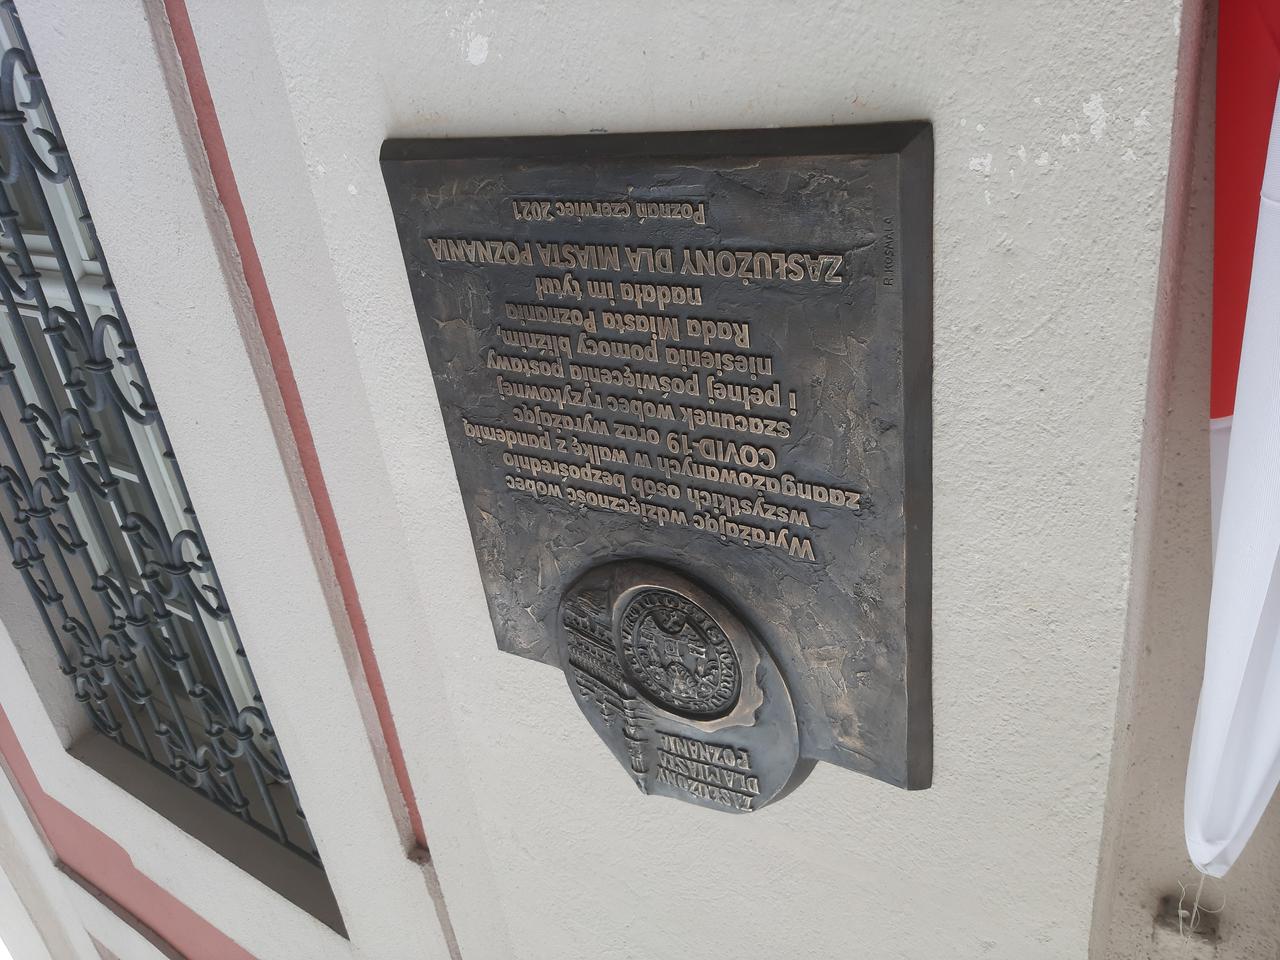 ZASŁUŻONY
DLA MIASTA
POZNANIA
Wyrażając wdzięczność wobec
wszystkich osób bezpośrednio
zaangażowanych w walkę z pandemią
COVID-19 oraz wyrażając
szacunek wobec ryzykownej
i pełnej poświęcenia postawy
niesienia pomocy bliźnim,
Rada Miasta Poznania
nadała im tytuł
ZASŁUŻONY DLA MIASTA POZNANIA
Poznań czerwiec 2021
R. KOSMALA